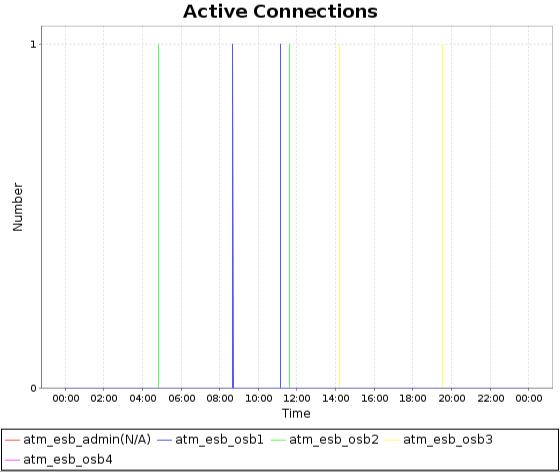 Active Connections
1
Number
0
00:00 02:00 04:00 06:00 08:00 10:00 12:00 14:00 16:00 18:00 20:00 22:00 00:00
Time
atm_esb_admin(N/A) atm_esb_osb1 atm_esb_osb2 atm_esb_osb3
atm_esb_osb4